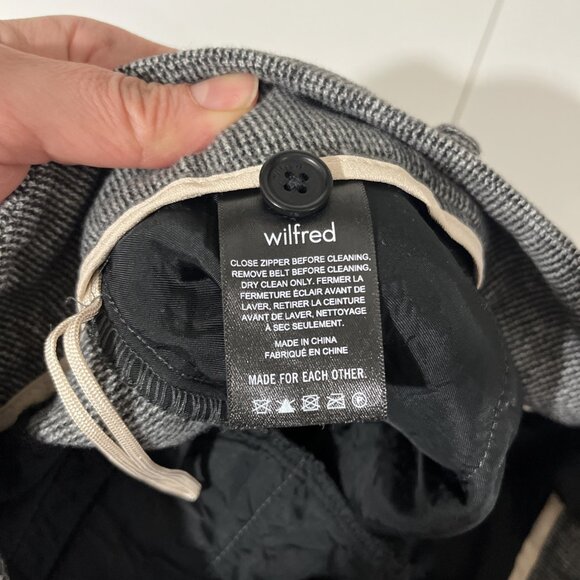 wilfred
CLOSE ZIPPER BEFORE CLEANING,
REMOVE BELT BEFORE CLEANING,
DRY CLEAN ONLY. FERMER LA
FERMETURE ÉCLAIR AVANT DE
LAVER, RETIRER LA CEINTURE
AVANT DE LAVER, NETTOYAGE
À SEC SEULEMENT.
MADE IN CHINA
FABRIQUÉ EN CHINE
MADE FOR EACH OTHER.